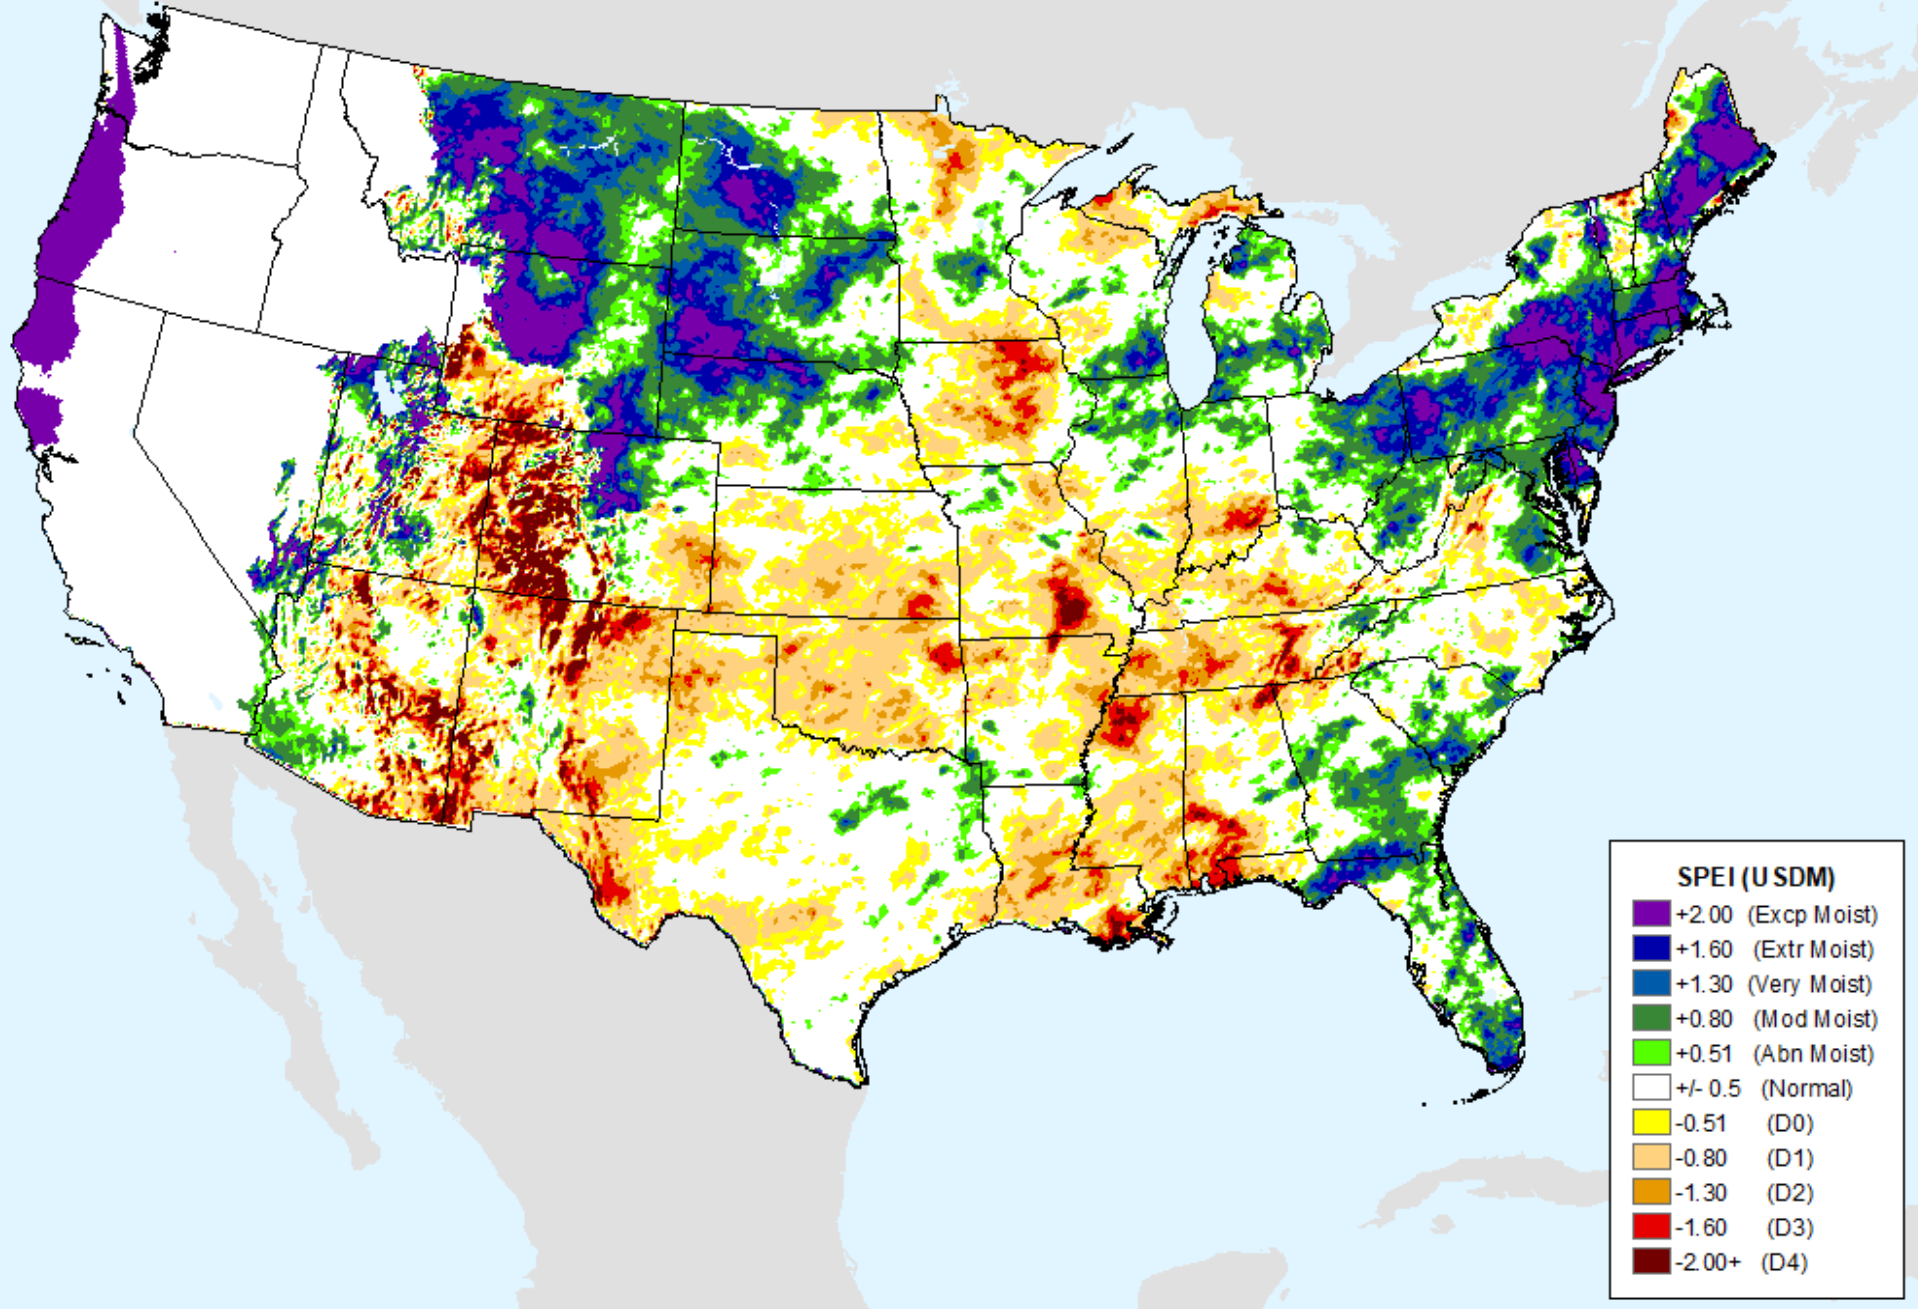 SPEI (USDM)
+2.00 (Excp Moist)
+1.60 (Extr Moist)
+1.30 (Very Moist)
+0.80 (Mod Moist)
+0.51 (Abn Moist)
+/- 0.5 (Normal)
-0.51 (D0)
-0.80 (D1)
-1.30 (D2)
-1.60 (D3)
-2.00+ (D4)